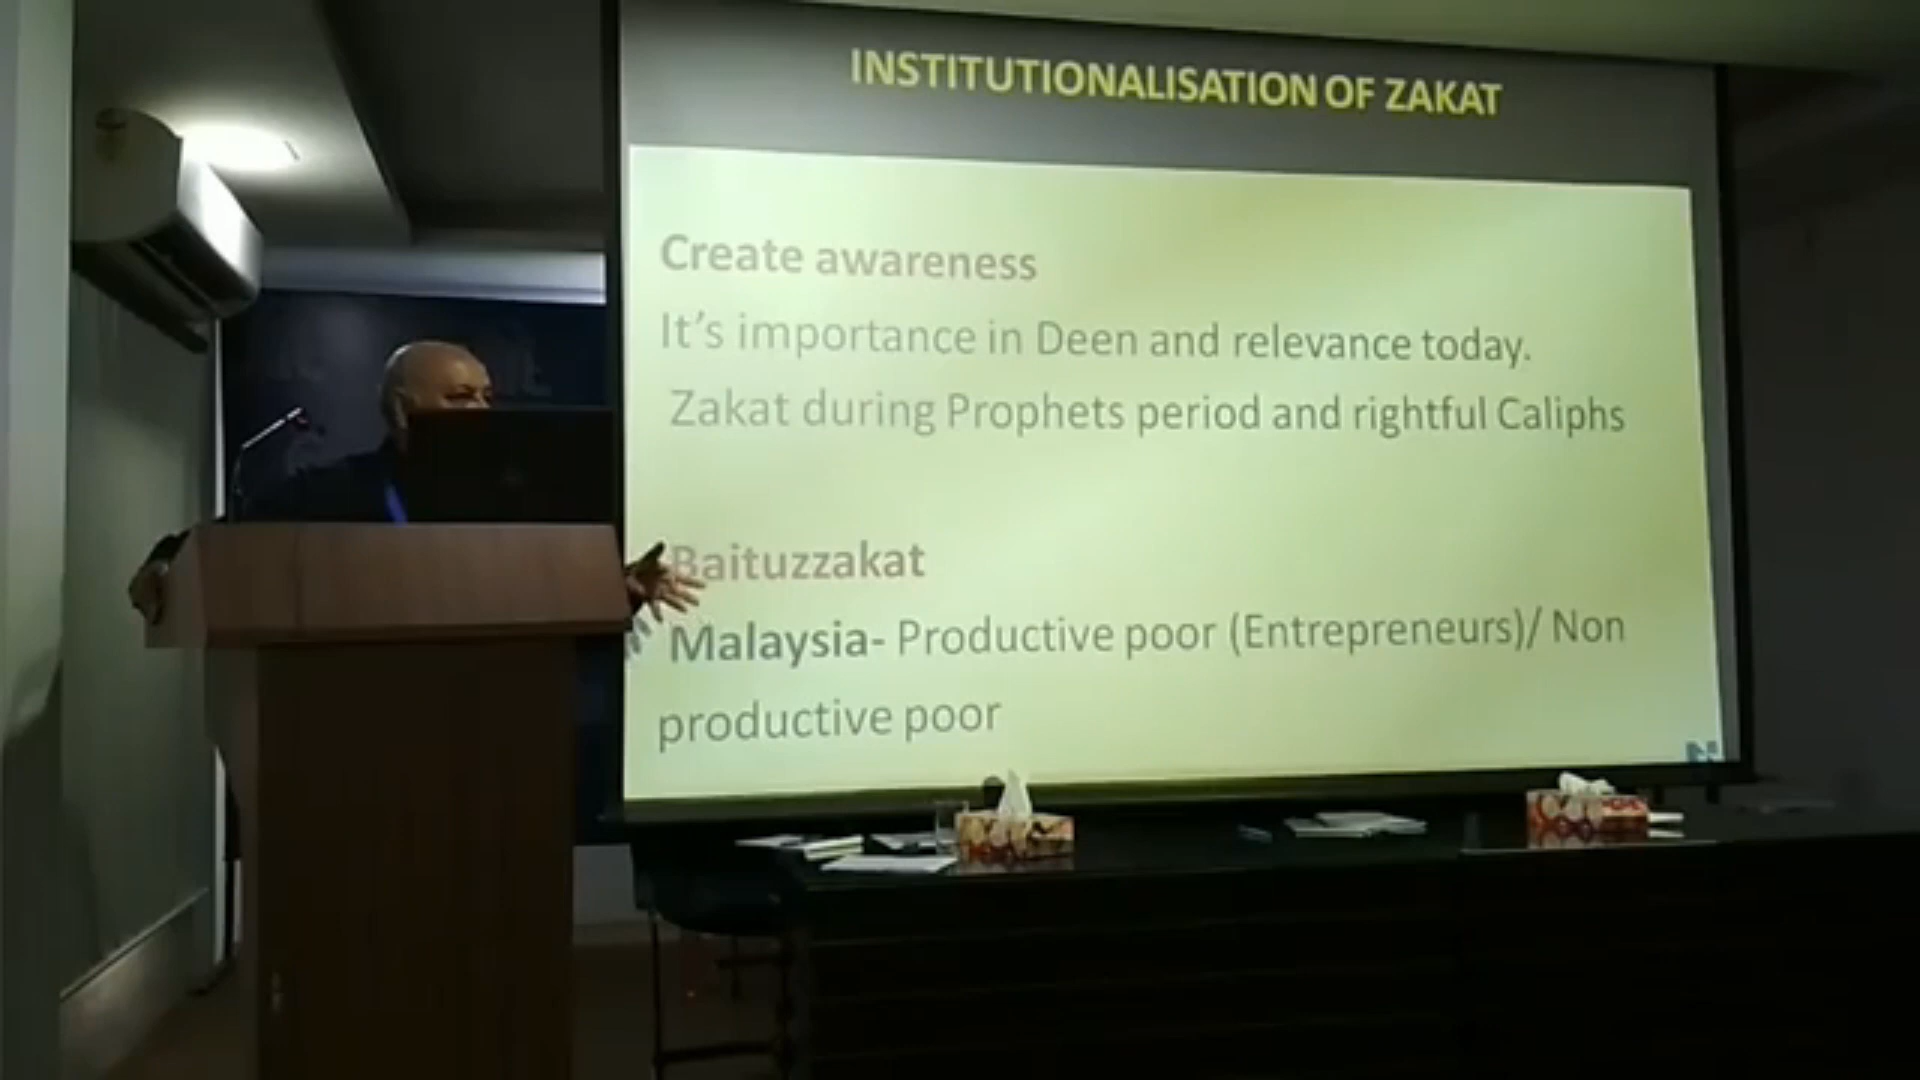 INSTITUTIONALISATION OF ZAKAT
Create awareness
It's importance in Deen and relevance today.
Zakat during Prophets period and rightful Caliphs
Baituzzakat
Malaysia- Productive poor (Entrepreneurs)/ Non
productive poor